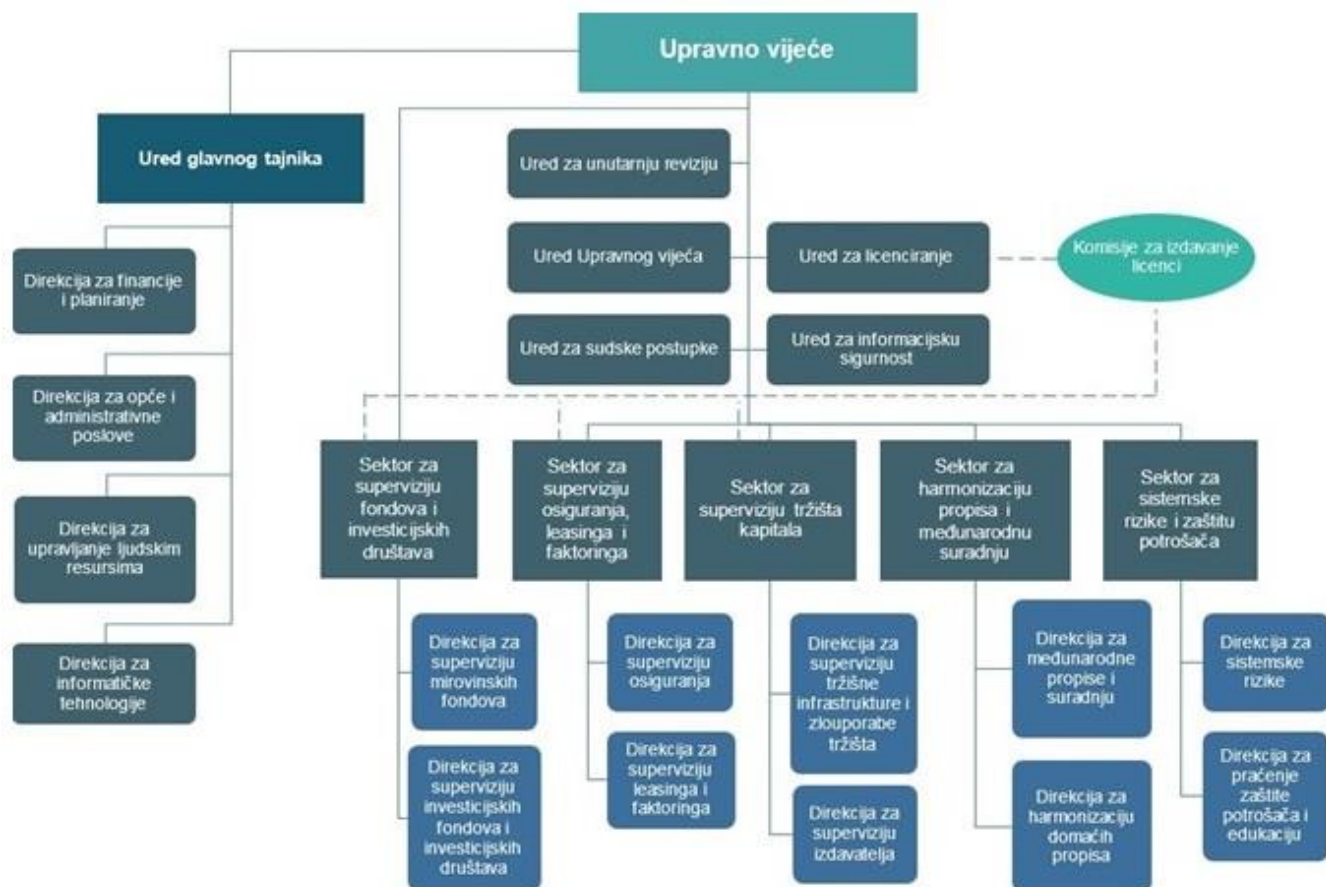 Upravno vijeće
Ured glavnog tajnika
Ured za unutarnju reviziju
Ured Upravnog vijeća
Ured za licenciranje
Komisije za izdavanje
licenci
Ured za sudske postupke
Ured za informacijsku
sigurnost
Direkcija za financije
i planiranje
Direkcija za opće i
administrativne
poslove
Direkcija za
upravljanje ljudskim
resursima
Direkcija za
informatičke
tehnologije
Sektor za
superviziju
fondova i
investicijskih
društava
Sektor za
superviziju
osiguranja,
leasinga i
faktoringa
Sektor za
superviziju tržišta
kapitala
Sektor za
harmonizaciju
propisa i
međunarodnu
suradnju
Sektor za
sistemske
rizike i zaštitu
potrošača
Direkcija za
superviziju
mirovinskih
fondova
Direkcija za
superviziju
investicijskih
fondova i
investicijskih
društava
Direkcija za
superviziju
osiguranja
Direkcija za
superviziju
leasinga i
faktoringa
Direkcija za
superviziju
tržišne
infrastrukture i
zlouporabe
tržišta
Direkcija za
superviziju
izdavatelja
Direkcija za
međunarodne
propise i
suradnju
Direkcija za
harmonizaciju
domaćih
propisa
Direkcija za
sistemske
rizike
Direkcija za
praćenje
zaštite
potrošača i
edukaciju